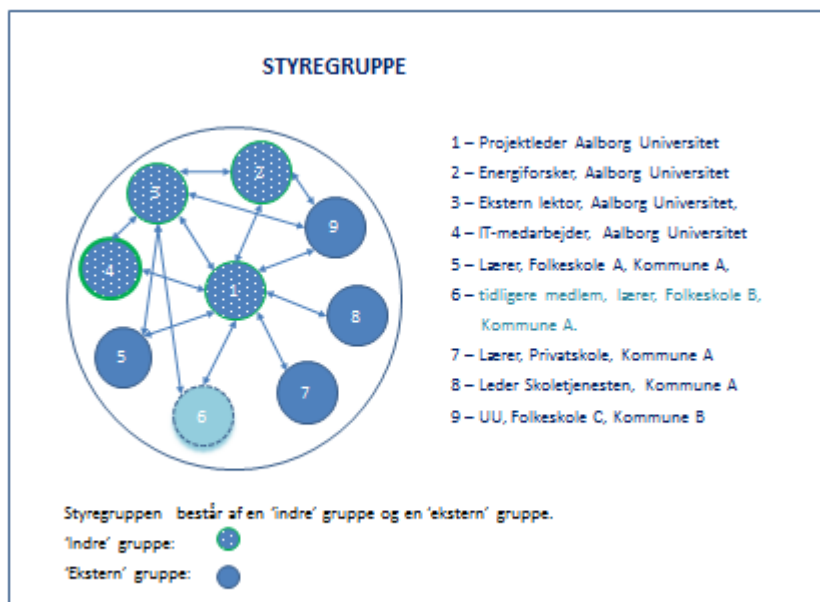 STYREGRUPPE
1 – Projektleder Aalborg Universitet
2 – Energiforsker, Aalborg Universitet
3 – Ekstern lektor, Aalborg Universitet,
4 – IT-medarbejder, Aalborg Universitet
5 – Lærer, Folkeskole A, Kommune A,
6 – tidligere medlem, lærer, Folkeskole B,
Kommune A.
7 – Lærer, Privatskole, Kommune A
8 – Leder Skoletjenesten, Kommune A
9 – UU, Folkeskole C, Kommune B
2
3
9
4
1
8
5
7
6
Styregruppen består af en 'indre' gruppe og en 'ekstern' gruppe.
'Indre' gruppe:
'Ekstern' gruppe: